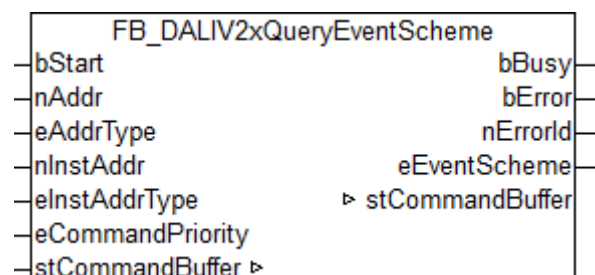 FB_DALIV2xQueryEventScheme
bStart bBusy
nAddr bError
eAddrType nErrorId
nInstAddr eEventScheme
eInstAddrType ▹ stCommandBuffer
eCommandPriority
stCommandBuffer ▹